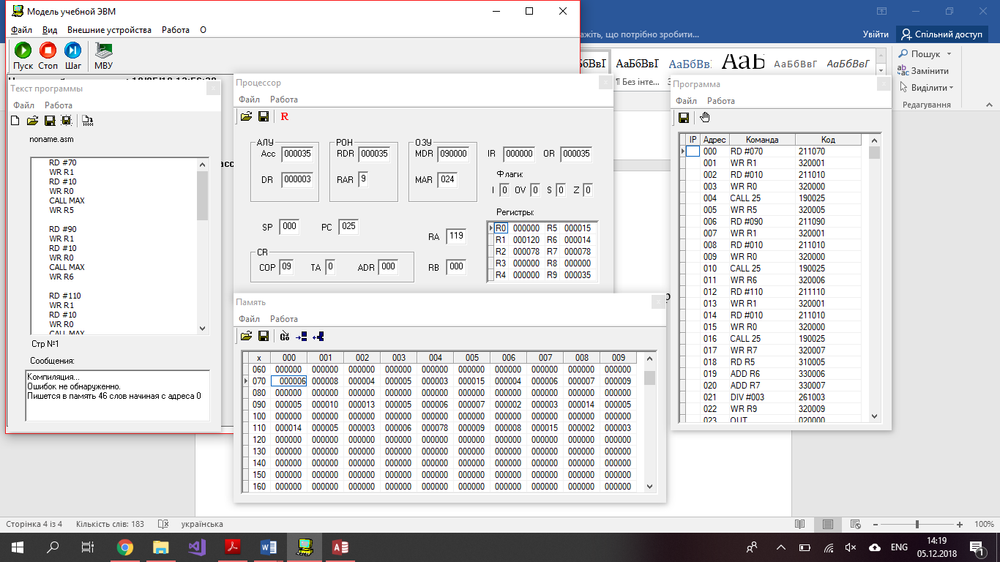 Модель учебной ЭВМ
Файл Вид Внешние устройства Работа О
Пуск Стоп Шаг МВУ
ажіть, що потрібно зробити...
Увійти Спільний доступ
АаБбВвГ АаБбВвГ АаБбВв: АаБ АаБбВвГ АаБбВвГ
¶ Без інте...
Пошук
Замінити
Виділити
Редагування
Текст программы
Файл Работа
noname.asm
RD #70
WR R1
RD #10
WR R0
CALL MAX
WR R5
RD #90
WR R1
RD #10
WR R0
CALL MAX
WR R6
RD #110
WR R1
RD #10
WR R0
CALL MAX
Стр №1
Сообщения:
Компиляция...
Ошибок не обнаруженно.
Пишется в память 46 слов начиная с адреса 0
Процессор
Файл Работа
R
АЛУ РОН ОЗУ
Acc 000035 RDR 000035 MDR 090000 IR 000000 OR 000035
DR 000003 RAR 9 MAR 024
Флаги:
I 0 OV 0 S 0 Z 0
SP 000 PC 025
RA 119
CR
COP 09 TA 0 ADR 000 RB 000
Регистры:
R0 000000 R5 000015
R1 000120 R6 000014
R2 000078 R7 000078
R3 000000 R8 000000
R4 000000 R9 000035
Память
Файл Работа
Go
x 000 001 002 003 004 005 006 007 008 009
060 000000 000000 000000 000000 000000 000000 000000 000000 000000 000000
070 000006 000008 000004 000005 000003 000015 000004 000006 000007 000009
080 000000 000000 000000 000000 000000 000000 000000 000000 000000 000000
090 000005 000010 000013 000005 000006 000007 000002 000003 000014 000005
100 000000 000000 000000 000000 000000 000000 000000 000000 000000 000000
110 000014 000005 000003 000006 000078 000009 000008 000015 000002 000003
120 000000 000000 000000 000000 000000 000000 000000 000000 000000 000000
130 000000 000000 000000 000000 000000 000000 000000 000000 000000 000000
140 000000 000000 000000 000000 000000 000000 000000 000000 000000 000000
150 000000 000000 000000 000000 000000 000000 000000 000000 000000 000000
160 000000 000000 000000 000000 000000 000000 000000 000000 000000 000000
Программа
Файл Работа
IP Адрес Команда Код
000 RD #070 211070
001 WR R1 320001
002 RD #010 211010
003 WR R0 320000
004 CALL 25 190025
005 WR R5 320005
006 RD #090 211090
007 WR R1 320001
008 RD #010 211010
009 WR R0 320000
010 CALL 25 190025
011 WR R6 320006
012 RD #110 211110
013 WR R1 320001
014 RD #010 211010
015 WR R0 320000
016 CALL 25 190025
017 WR R7 320007
018 RD R5 310005
019 ADD R6 330006
020 ADD R7 330007
021 DIV #003 261003
022 WR R9 320009
023 OUT 020000
Сторінка 4 із 4 Кількість слів: 183 українська
100%
ENG
14:19
05.12.2018
1